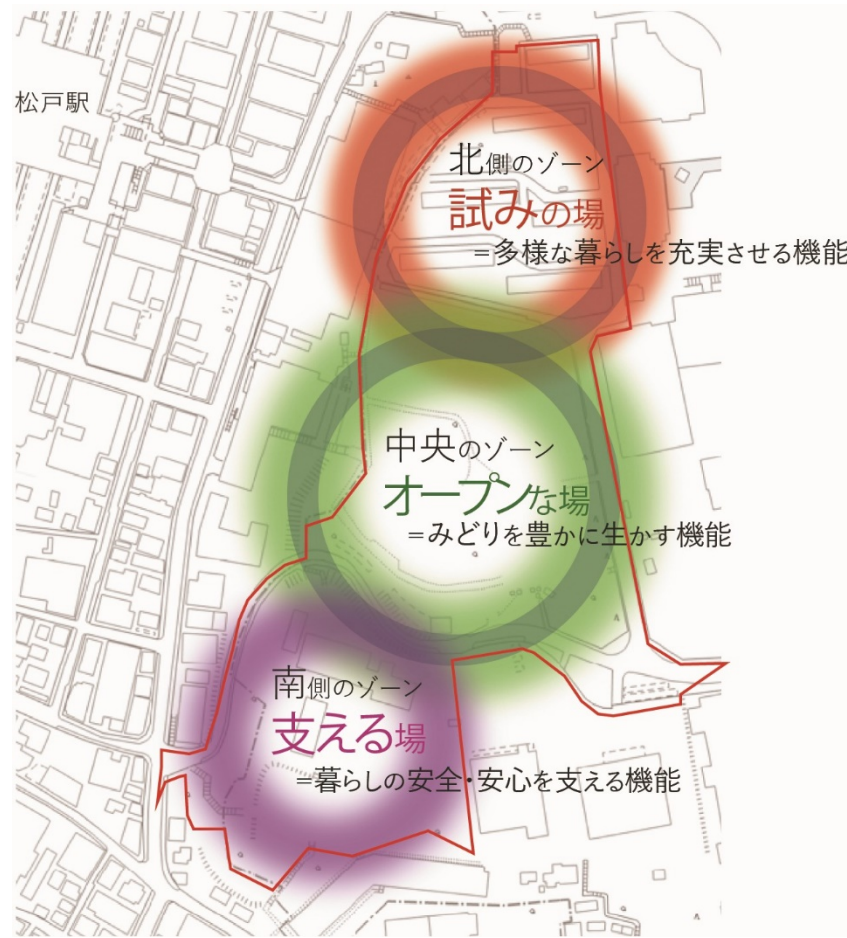 松戸駅
北側のゾーン
試みの場
=多様な暮らしを充実させる機能
中央のゾーン
オープンな場
=みどりを豊かに生かす機能
南側のゾーン
支える場
=暮らしの安全・安心を支える機能